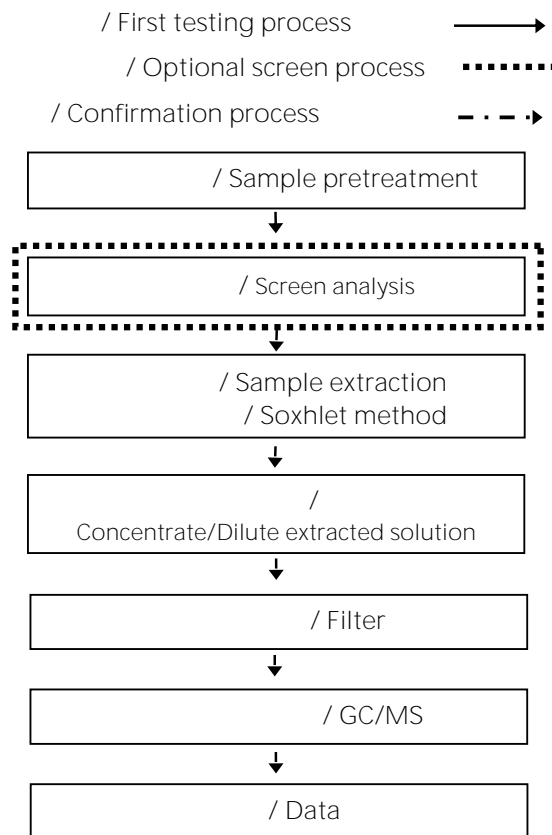 / First testing process
/ Optional screen process
/ Confirmation process
/ Sample pretreatment
/ Screen analysis
/ Sample extraction
/ Soxhlet method
/
Concentrate/Dilute extracted solution
/ Filter
/ GC/MS
/ Data